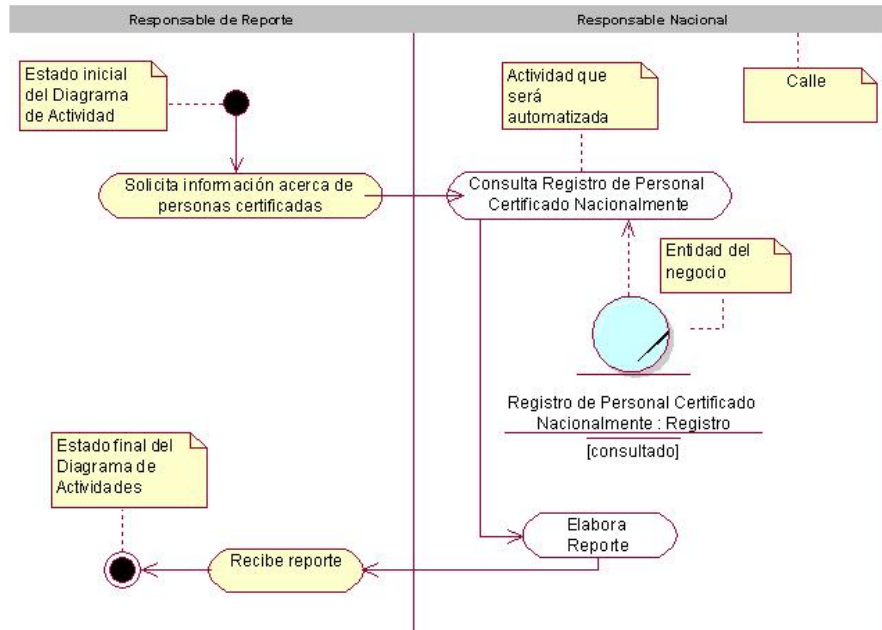 Responsable de Reporte
Responsable Nacional
Estado inicial
del Diagrama
de Actividad
Actividad que
será
automatizada
Calle
Solicita información acerca de
personas certificadas
Consulta Registro de Personal
Certificado Nacionalmente
Entidad del
negocio
Registro de Personal Certificado
Nacionalmente : Registro
[consultado]
Estado final del
Diagrama de
Actividades
Elabora
Reporte
Recibe reporte